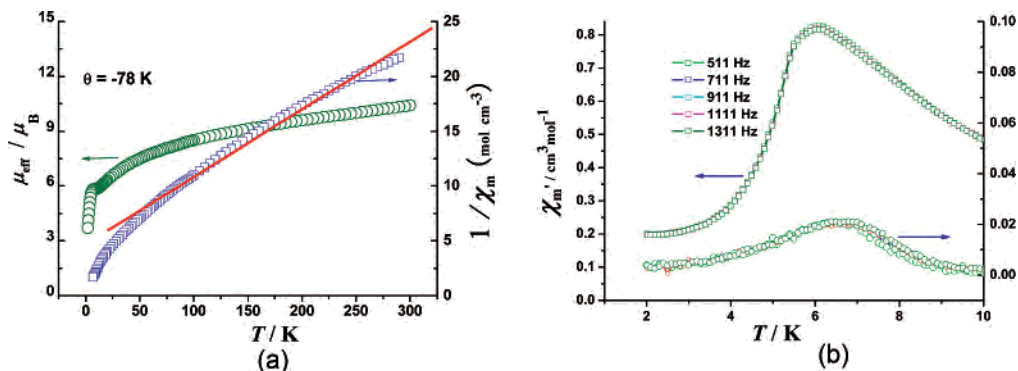 (a)
15
12
9
6
3
0
μeff / μB
θ = -78 K
25
20
15
10
5
0
1/χm (mol cm⁻³)
0 50 100 150 200 250 300
T / K
(b)
0.8
0.7
0.6
0.5
0.4
0.3
0.2
0.1
0.0
χm'/ cm³mol⁻¹
511 Hz
711 Hz
911 Hz
1111 Hz
1311 Hz
0.10
0.08
0.06
0.04
0.02
0.00
2 4 6 8 10
T / K